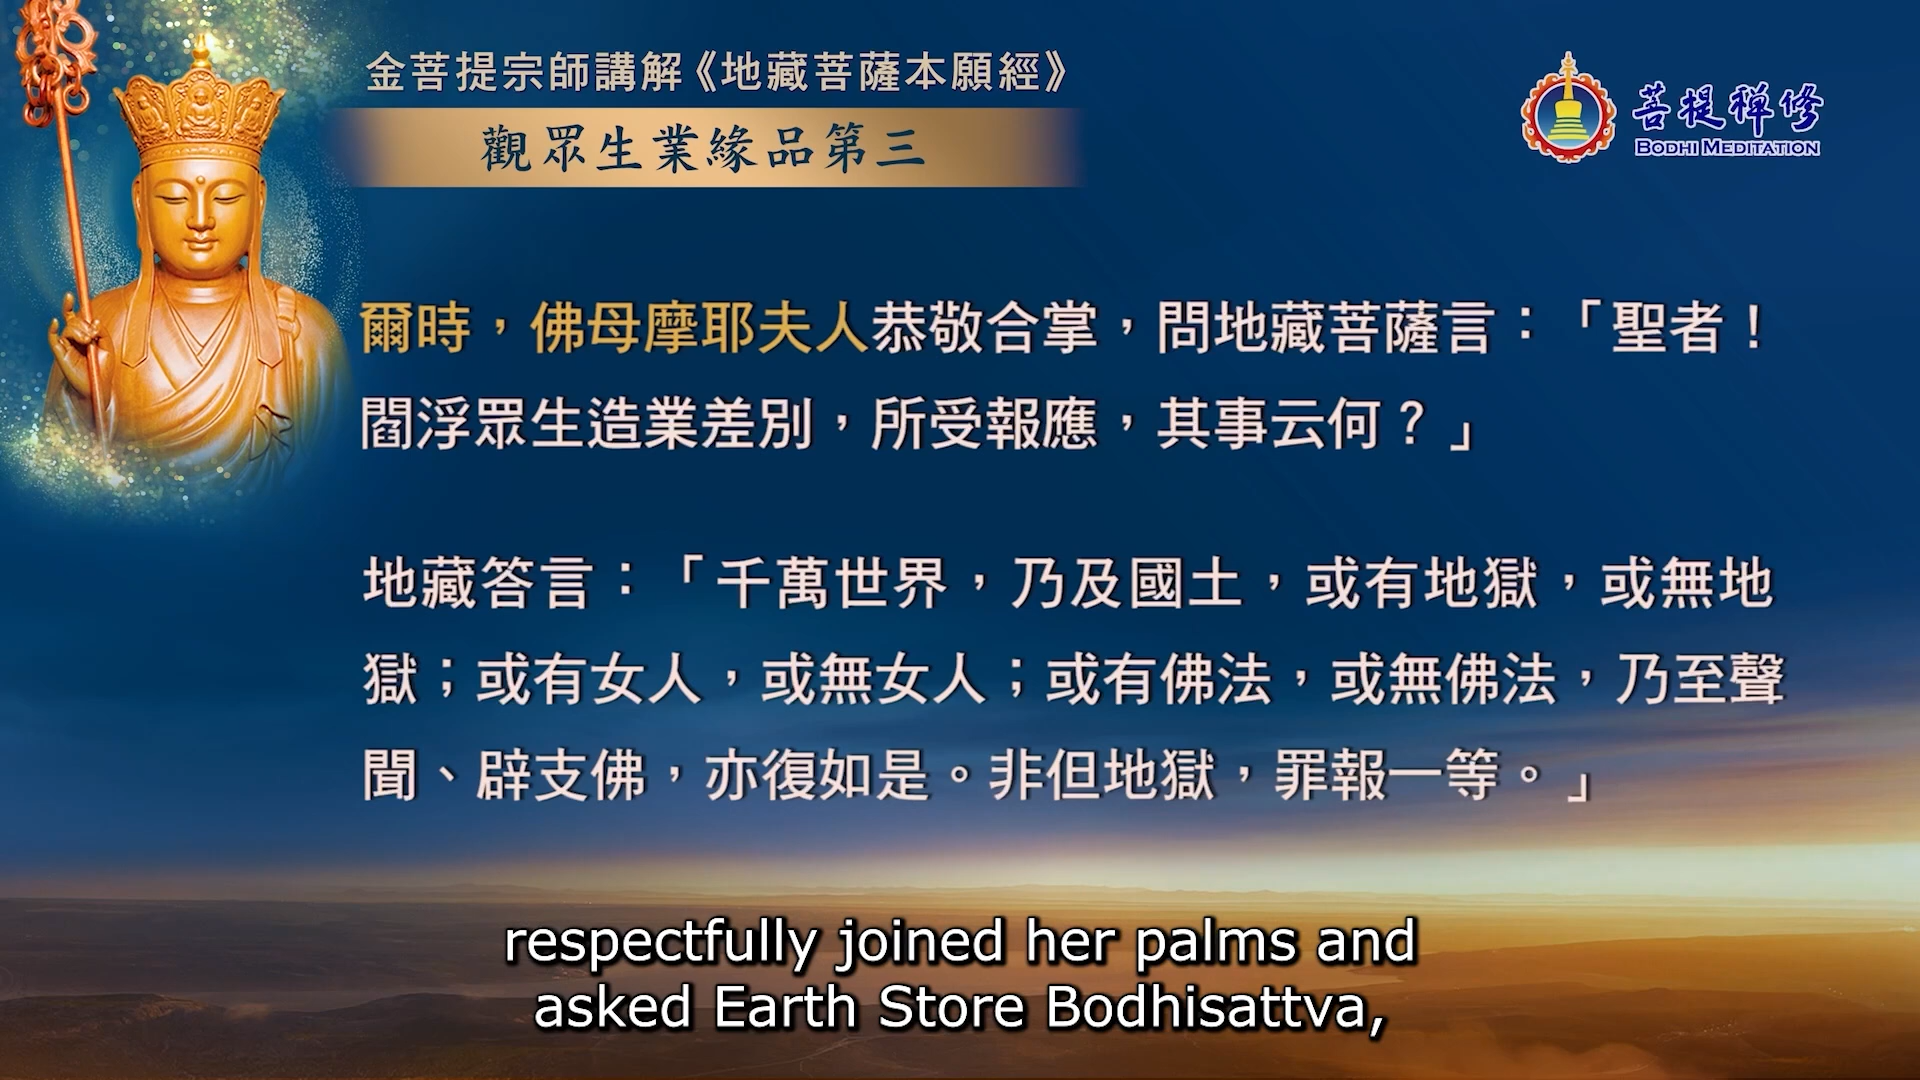 金菩提宗師講解《地藏菩薩本願經》
觀眾生業緣品第三
菩提禪修
BODHI MEDITATION
爾時，佛母摩耶夫人恭敬合掌，問地藏菩薩言：「聖者！
閻浮眾生造業差別，所受報應，其事云何？」
地藏答言：「千萬世界，乃及國土，或有地獄，或無地
獄；或有女人，或無女人；或有佛法，或無佛法，乃至聲
聞、辟支佛，亦復如是。非但地獄，罪報一等。」
respectfully joined her palms and
asked Earth Store Bodhisattva,